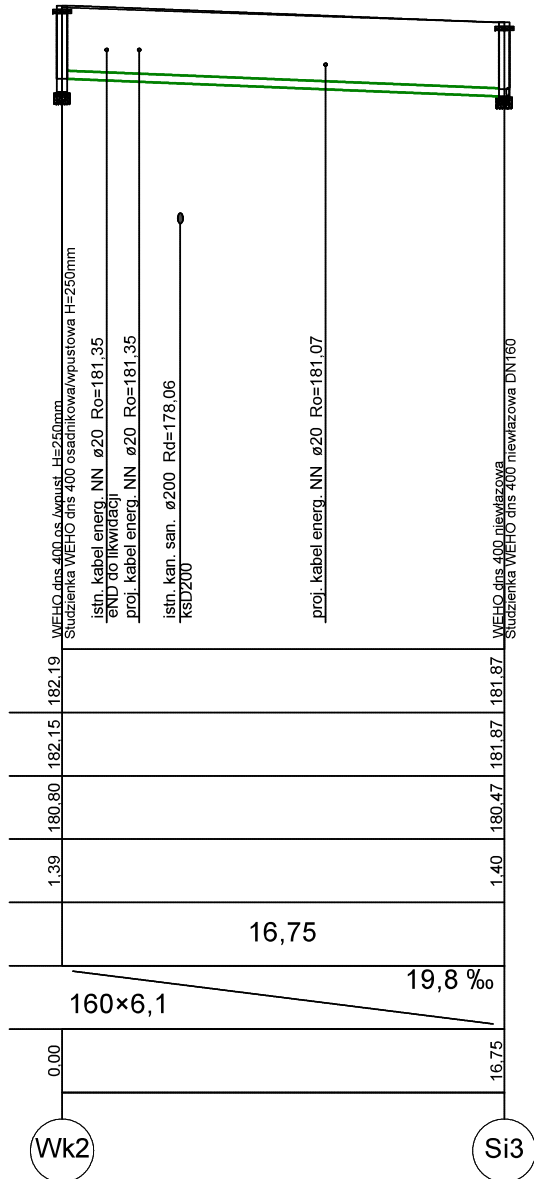 WEHO dns 400 os./wpust. H=250mm
Studzienka WEHO dns 400 osadnikowa/wpustowa H=250mm
istn. kabel energ. NN ø20 Ro=181,35
eND do likwidacji
proj. kabel energ. NN ø20 Ro=181,35
istn. kan. san. ø200 Rd=178,06
ksD200
proj. kabel energ. NN ø20 Ro=181,07
WEHO dns 400 niewłazowa
Studzienka WEHO dns 400 niewłazowa DN160
182,19 181,87
182,15 181,87
180,80 180,47
1,39 1,40
16,75
19,8 ‰
160×6,1
0,00 16,75
Wk2 Si3